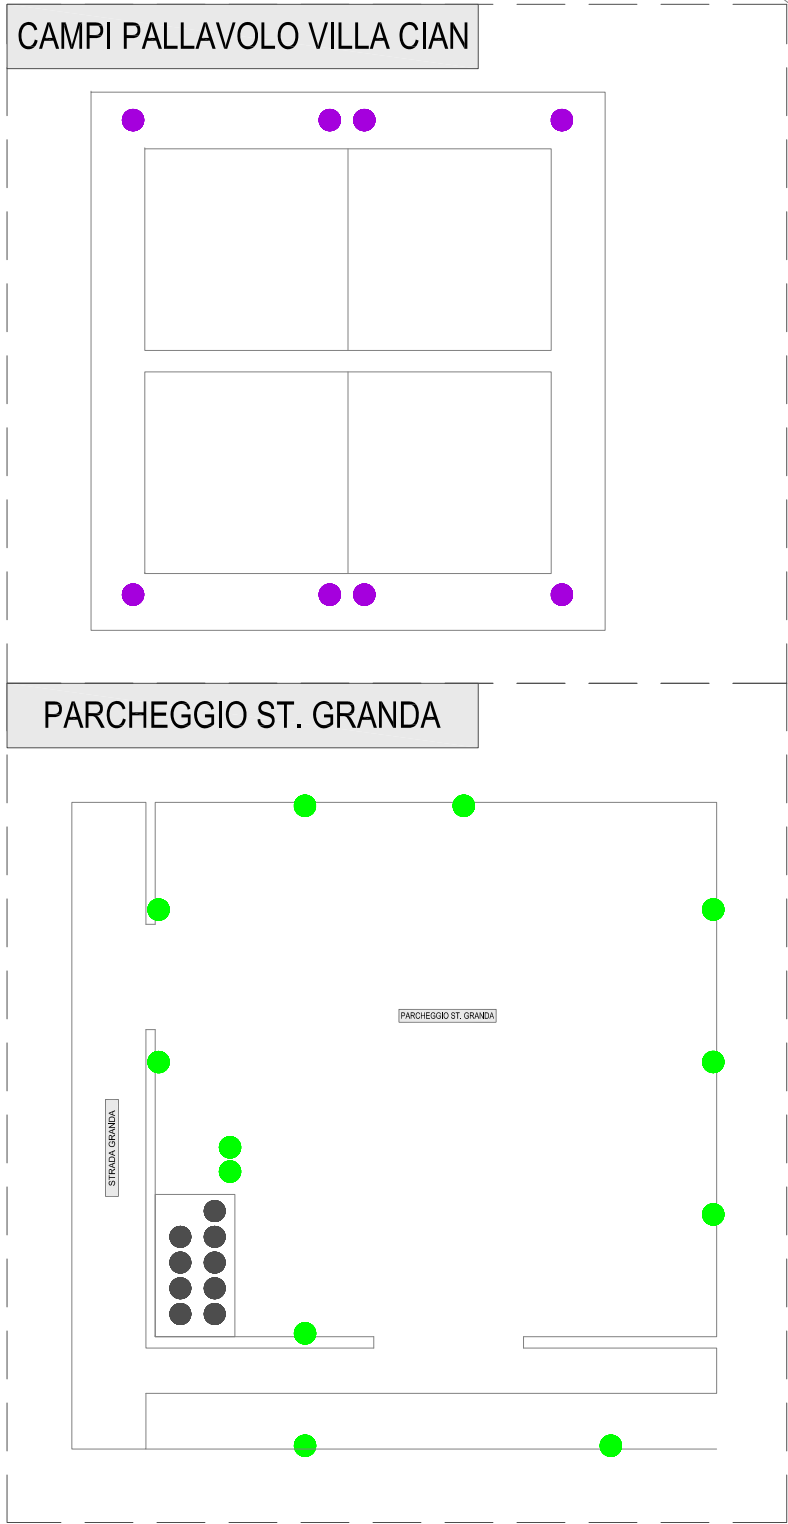 CAMPI PALLAVOLO VILLA CIAN
PARCHEGGIO ST. GRANDA
PARCHEGGIO ST. GRANDA
STRADA GRANDA